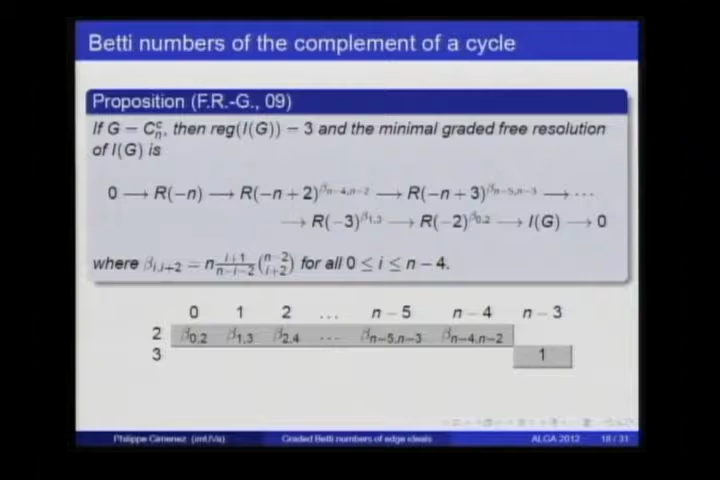 Betti numbers of the complement of a cycle
Proposition (F.R.-G., 09)
If G = C_n^c, then reg(I(G)) = 3 and the minimal graded free resolution
of I(G) is
0 → R(−n) → R(−n + 2)^{β_{n−4,n−2}} → R(−n + 3)^{β_{n−5,n−3}} → ···
→ R(−3)^{β_{1,3}} → R(−2)^{β_{0,2}} → I(G) → 0
where β_{i,i+2} = n \frac{i+1}{n−i−2} \binom{n−2}{i+2} for all 0 ≤ i ≤ n − 4.
0 1 2 ... n − 5 n − 4 n − 3
2 β_{0,2} β_{1,3} β_{2,4} ... β_{n−5,n−3} β_{n−4,n−2}
3 1
Philippe Gimenez (imUVa) Graded Betti numbers of edge ideals ALGA 2012 18 / 31